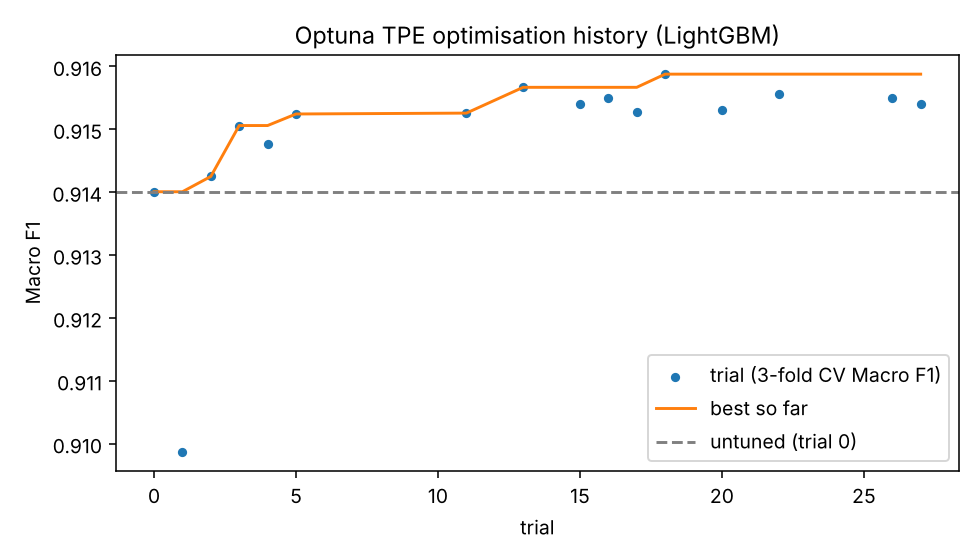 Optuna TPE optimisation history (LightGBM)
Macro F1
0.916
0.915
0.914
0.913
0.912
0.911
0.910
trial (3-fold CV Macro F1)
best so far
untuned (trial 0)
0 5 10 15 20 25
trial